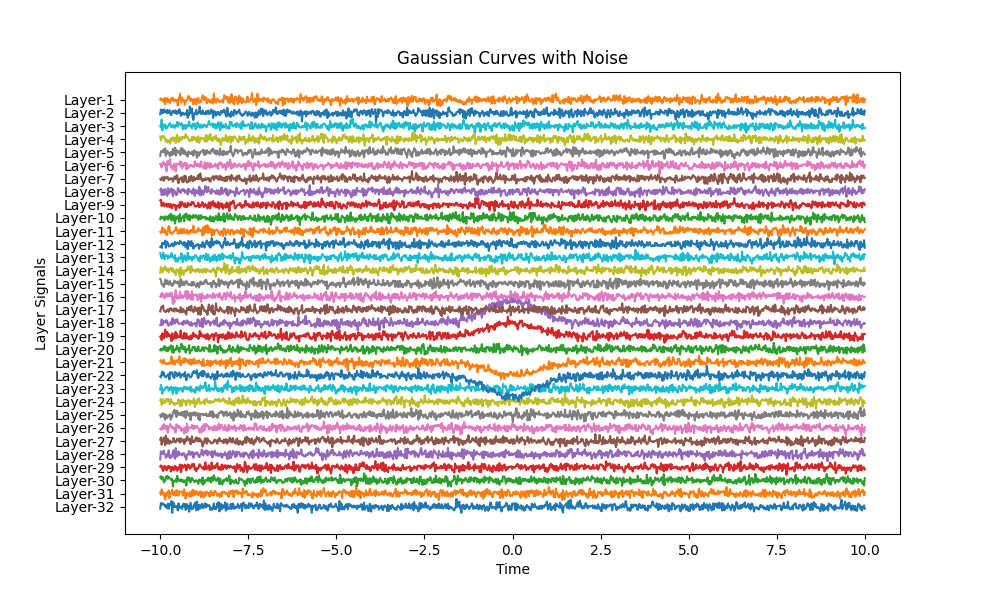 Gaussian Curves with Noise
Layer Signals
Layer-1
Layer-2
Layer-3
Layer-4
Layer-5
Layer-6
Layer-7
Layer-8
Layer-9
Layer-10
Layer-11
Layer-12
Layer-13
Layer-14
Layer-15
Layer-16
Layer-17
Layer-18
Layer-19
Layer-20
Layer-21
Layer-22
Layer-23
Layer-24
Layer-25
Layer-26
Layer-27
Layer-28
Layer-29
Layer-30
Layer-31
Layer-32
−10.0 −7.5 −5.0 −2.5 0.0 2.5 5.0 7.5 10.0
Time